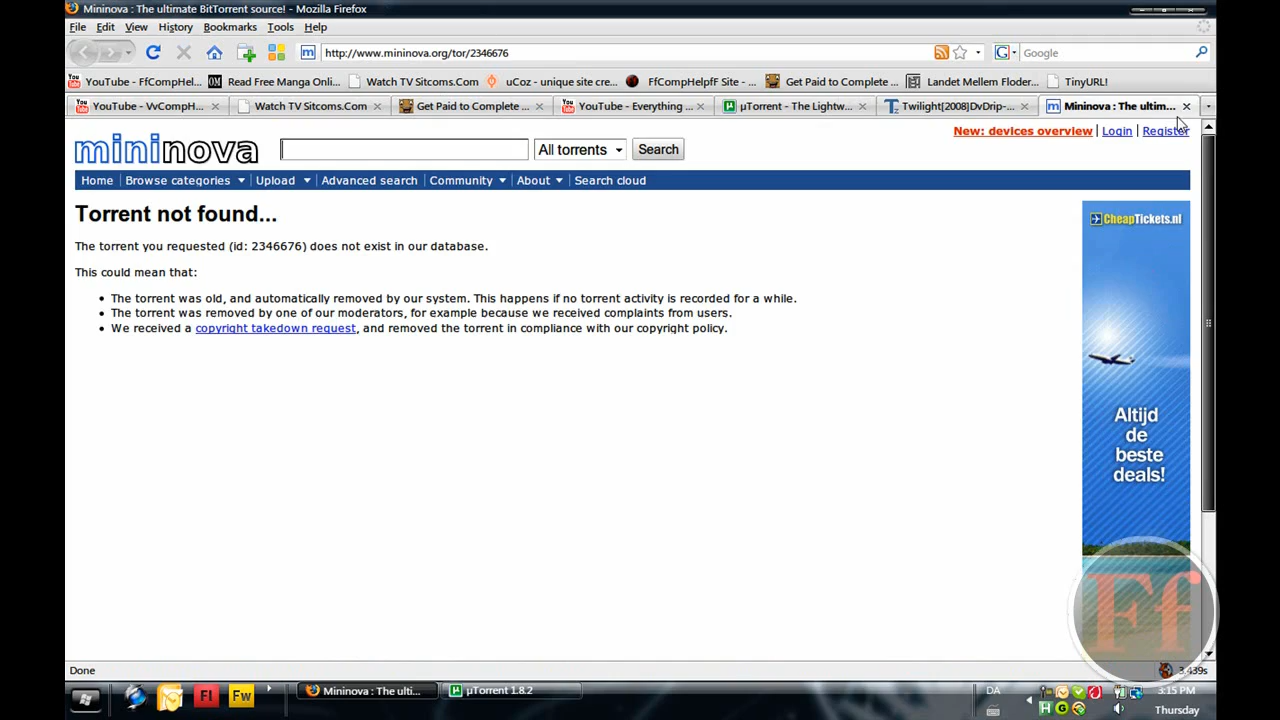 Mininova : The ultimate BitTorrent source! - Mozilla Firefox
File Edit View History Bookmarks Tools Help
http://www.mininova.org/tor/2346676
Google
YouTube - FfCompHel... Read Free Manga Onli... Watch TV Sitcoms.Com uCoz - unique site cre... FfCompHelpfF Site - ... Get Paid to Complete ... Landet Mellem Floder... TinyURL!
YouTube - VvCompH... Watch TV Sitcoms.Com Get Paid to Complete ... YouTube - Everything ... µTorrent - The Lightw... Twilight[2008]DvDrip-... Mininova : The ultim...
New: devices overview | Login | Register
mininova
All torrents
Search
Home Browse categories Upload Advanced search Community About Search cloud
Torrent not found...
The torrent you requested (id: 2346676) does not exist in our database.
This could mean that:
The torrent was old, and automatically removed by our system. This happens if no torrent activity is recorded for a while.
The torrent was removed by one of our moderators, for example because we received complaints from users.
We received a copyright takedown request, and removed the torrent in compliance with our copyright policy.
CheapTickets.nl
Altijd
de
beste
deals!
Ff
Done
3.439s
Fl Fw Mininova : The ulti... µTorrent 1.8.2
DA
3:15 PM
Thursday